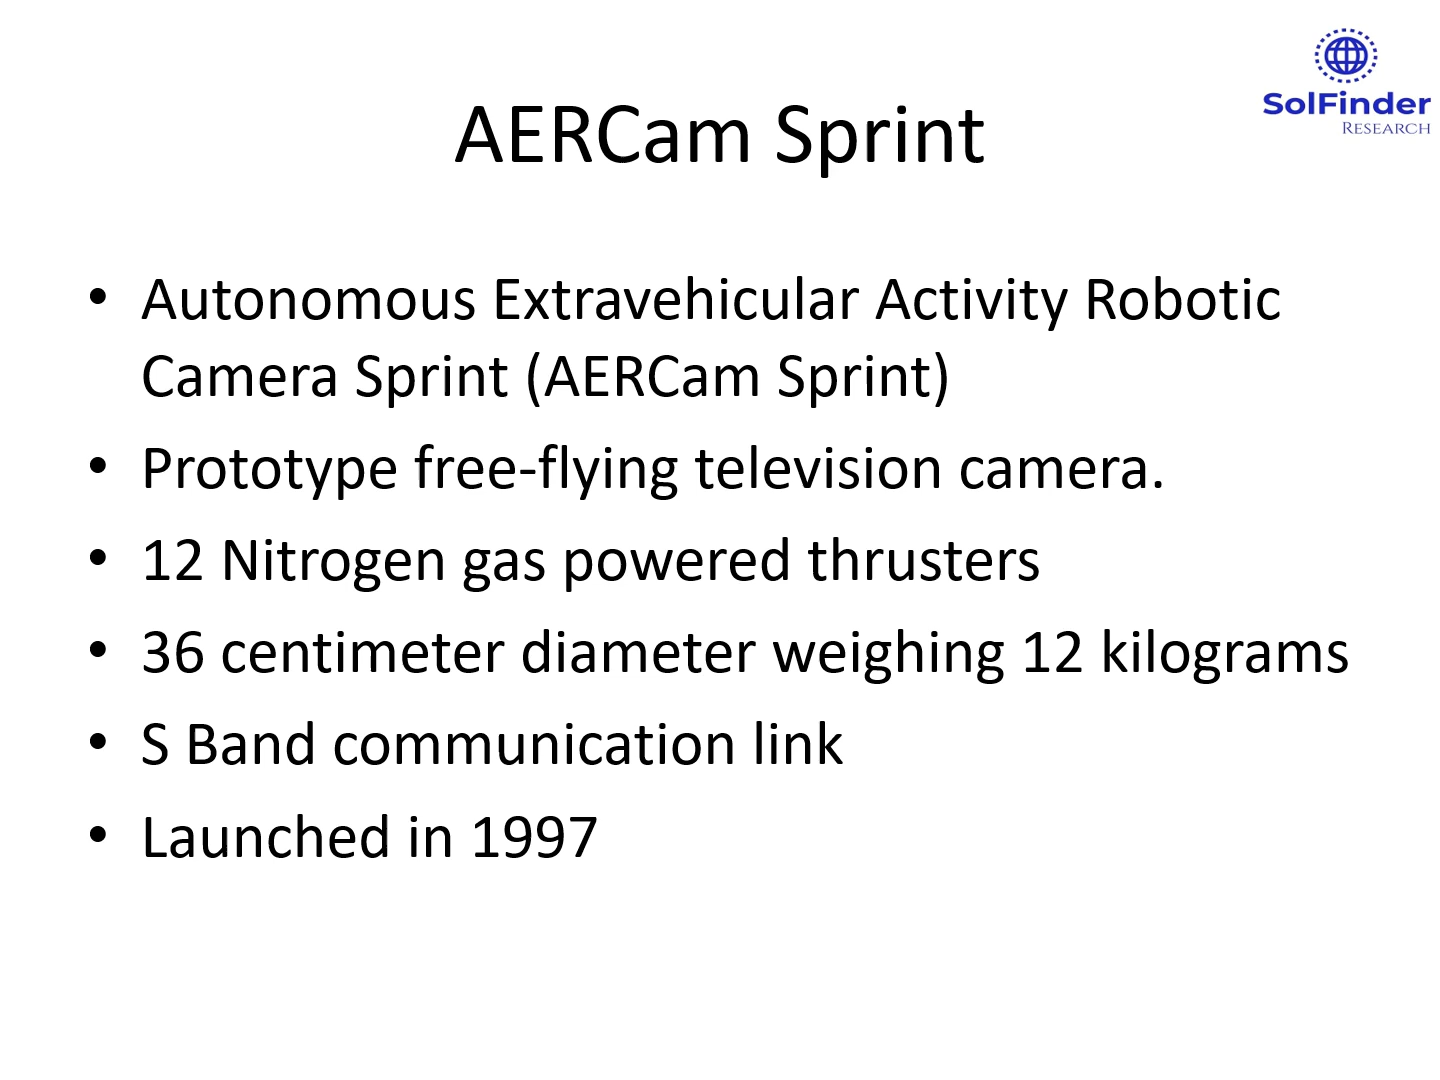 SolFinder
RESEARCH
AERCam Sprint
• Autonomous Extravehicular Activity Robotic
Camera Sprint (AERCam Sprint)
• Prototype free-flying television camera.
• 12 Nitrogen gas powered thrusters
• 36 centimeter diameter weighing 12 kilograms
• S Band communication link
• Launched in 1997